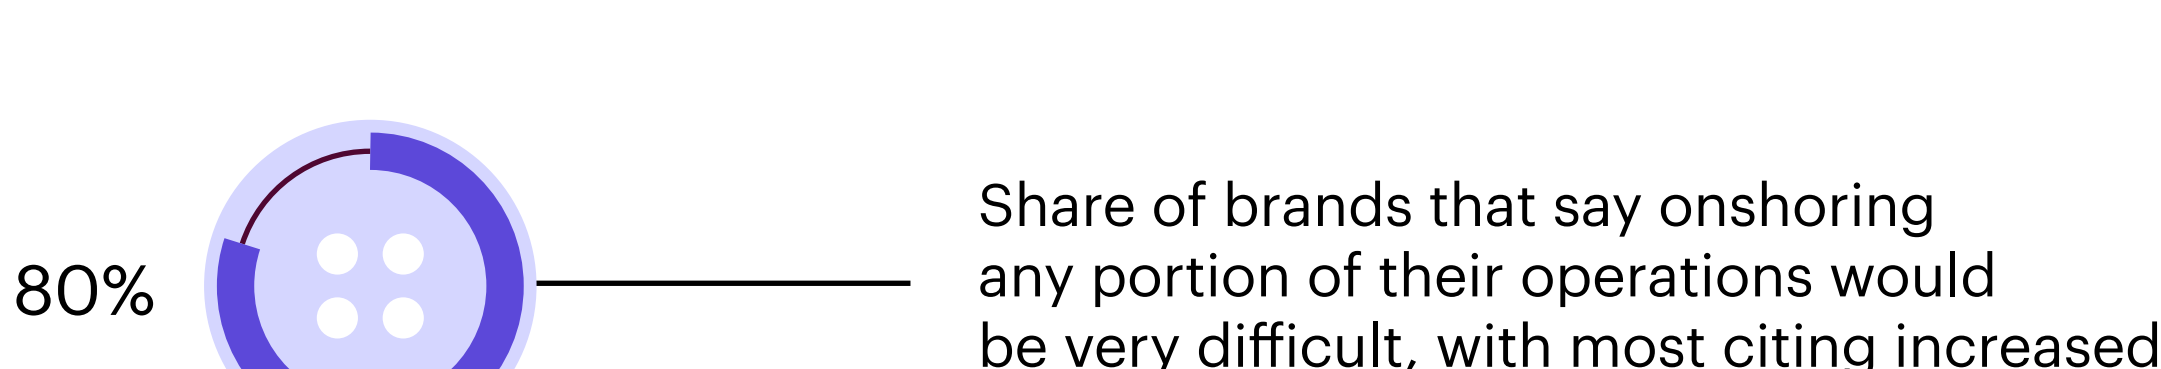 80%
Share of brands that say onshoring
any portion of their operations would
be very difficult, with most citing increased